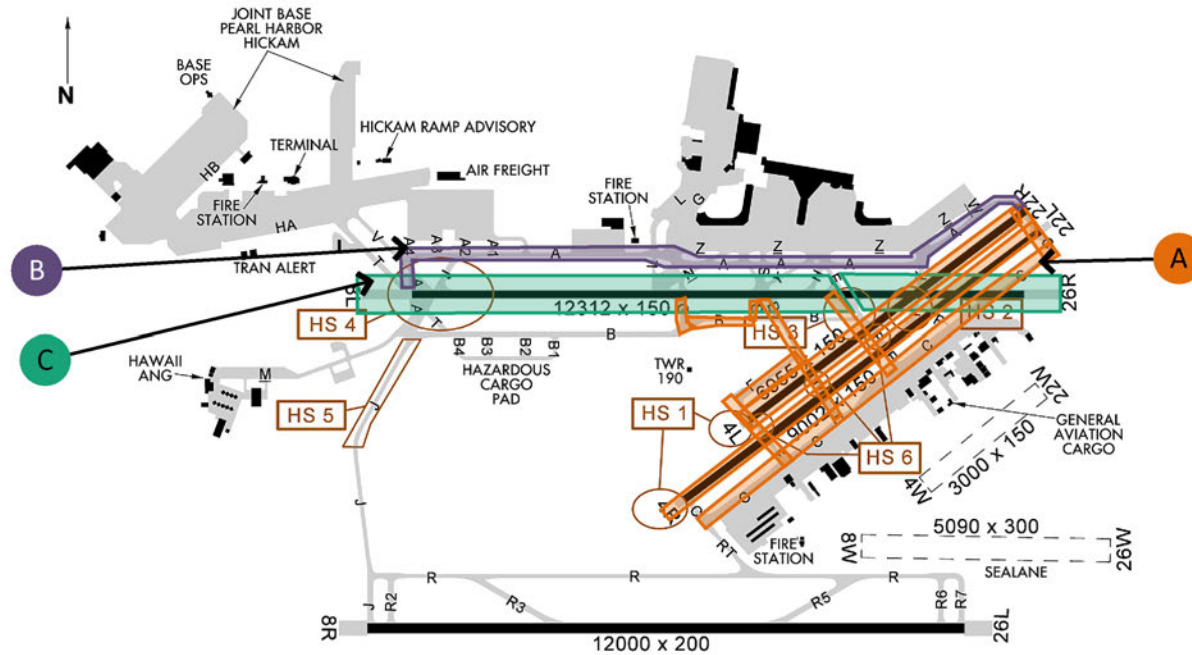 JOINT BASE
PEARL HARBOR
HICKAM
BASE
OPS
N
HICKAM RAMP ADVISORY
TERMINAL
AIR FREIGHT
HB
FIRE
STATION
HA
FIRE
STATION
L
G
V
T
A4
A3
A2
A1
A
Z
Z
Z
A
A
A
N
A
M
22R
22L
B
TRAN ALERT
A
8L
26R
12312 x 150
HS 4
HS 3
HS 2
A
A
T
B
B
B
C
C
B4
B3
B2
B1
HAZARDOUS
CARGO
PAD
TWR
190
HAWAII
ANG
M
HS 5
J
6955 x 150
9002 x 150
HS 1
4L
HS 6
C
C
22W
4W
3000 x 150
GENERAL
AVIATION
CARGO
4R
RT
FIRE
STATION
5090 x 300
8W
26W
SEALANE
J
R
R
R
J
R2
R3
R5
R6
R7
8R
26L
12000 x 200